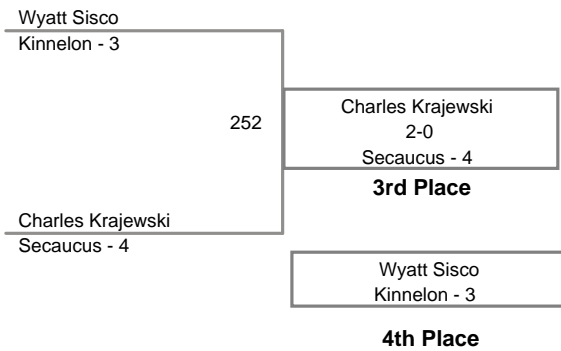 Wyatt Sisco
Kinnelon - 3
252
Charles Krajewski
2-0
Secaucus - 4
3rd Place
Charles Krajewski
Secaucus - 4
Wyatt Sisco
Kinnelon - 3
4th Place